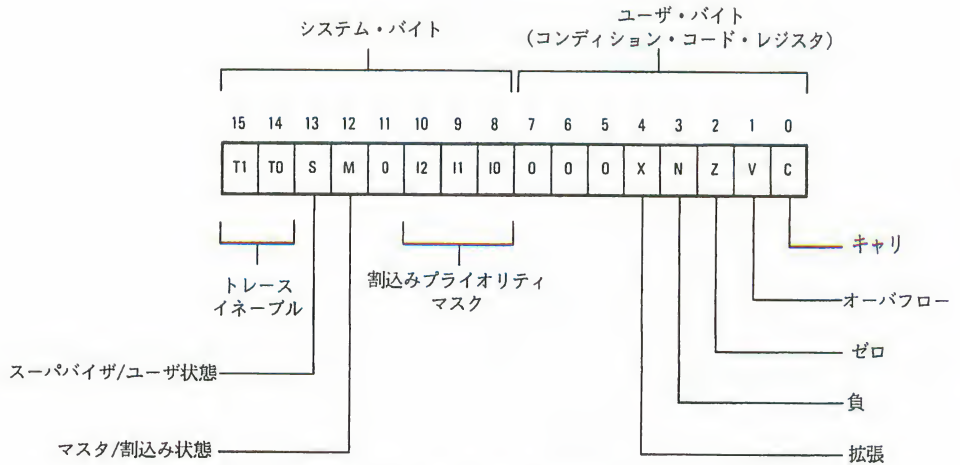 システム・バイト
ユーザ・バイト
(コンディション・コード・レジスタ)
15 14 13 12 11 10 9 8 7 6 5 4 3 2 1 0
T1 T0 S M 0 I2 I1 I0 0 0 0 X N Z V C
トレース
イネーブル
割込みプライオリティ
マスク
キャリ
オーバフロー
ゼロ
スーパバイザ/ユーザ状態
負
マスタ/割込み状態
拡張